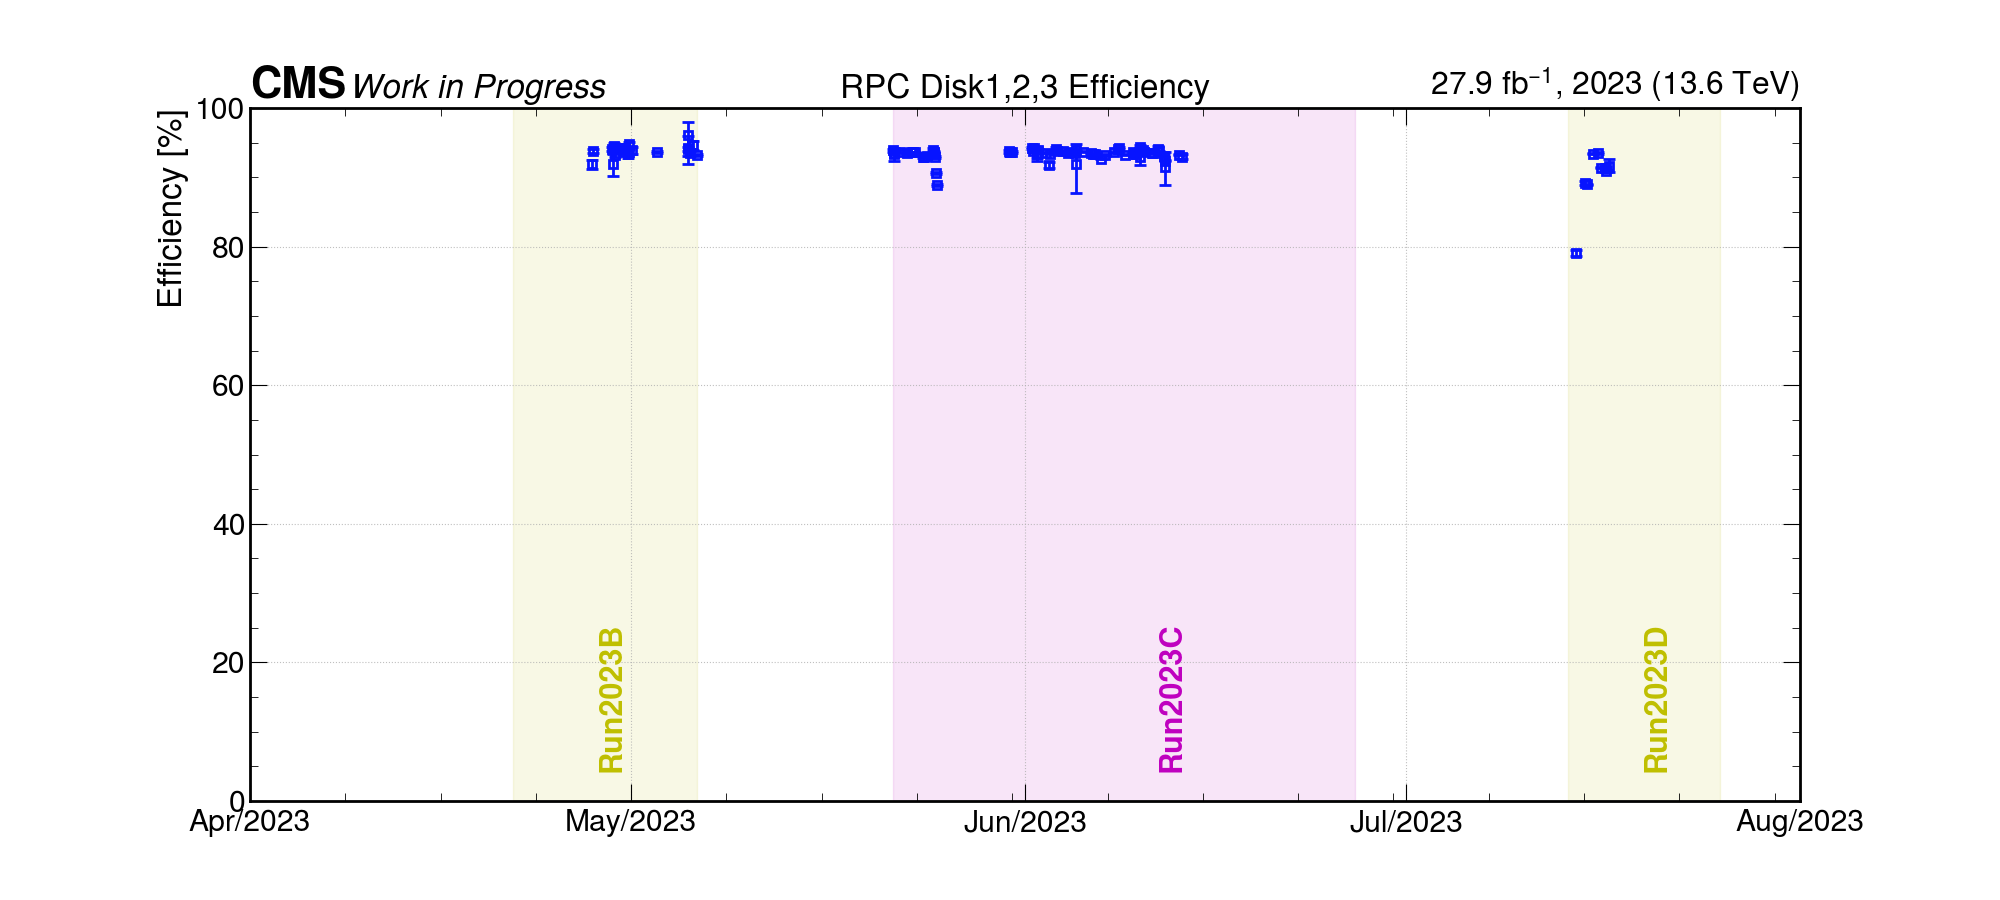 CMS Work in Progress
RPC Disk1,2,3 Efficiency
27.9 fb⁻¹, 2023 (13.6 TeV)
Efficiency [%]
100
80
60
40
20
0
Run2023B
Run2023C
Run2023D
Apr/2023
May/2023
Jun/2023
Jul/2023
Aug/2023